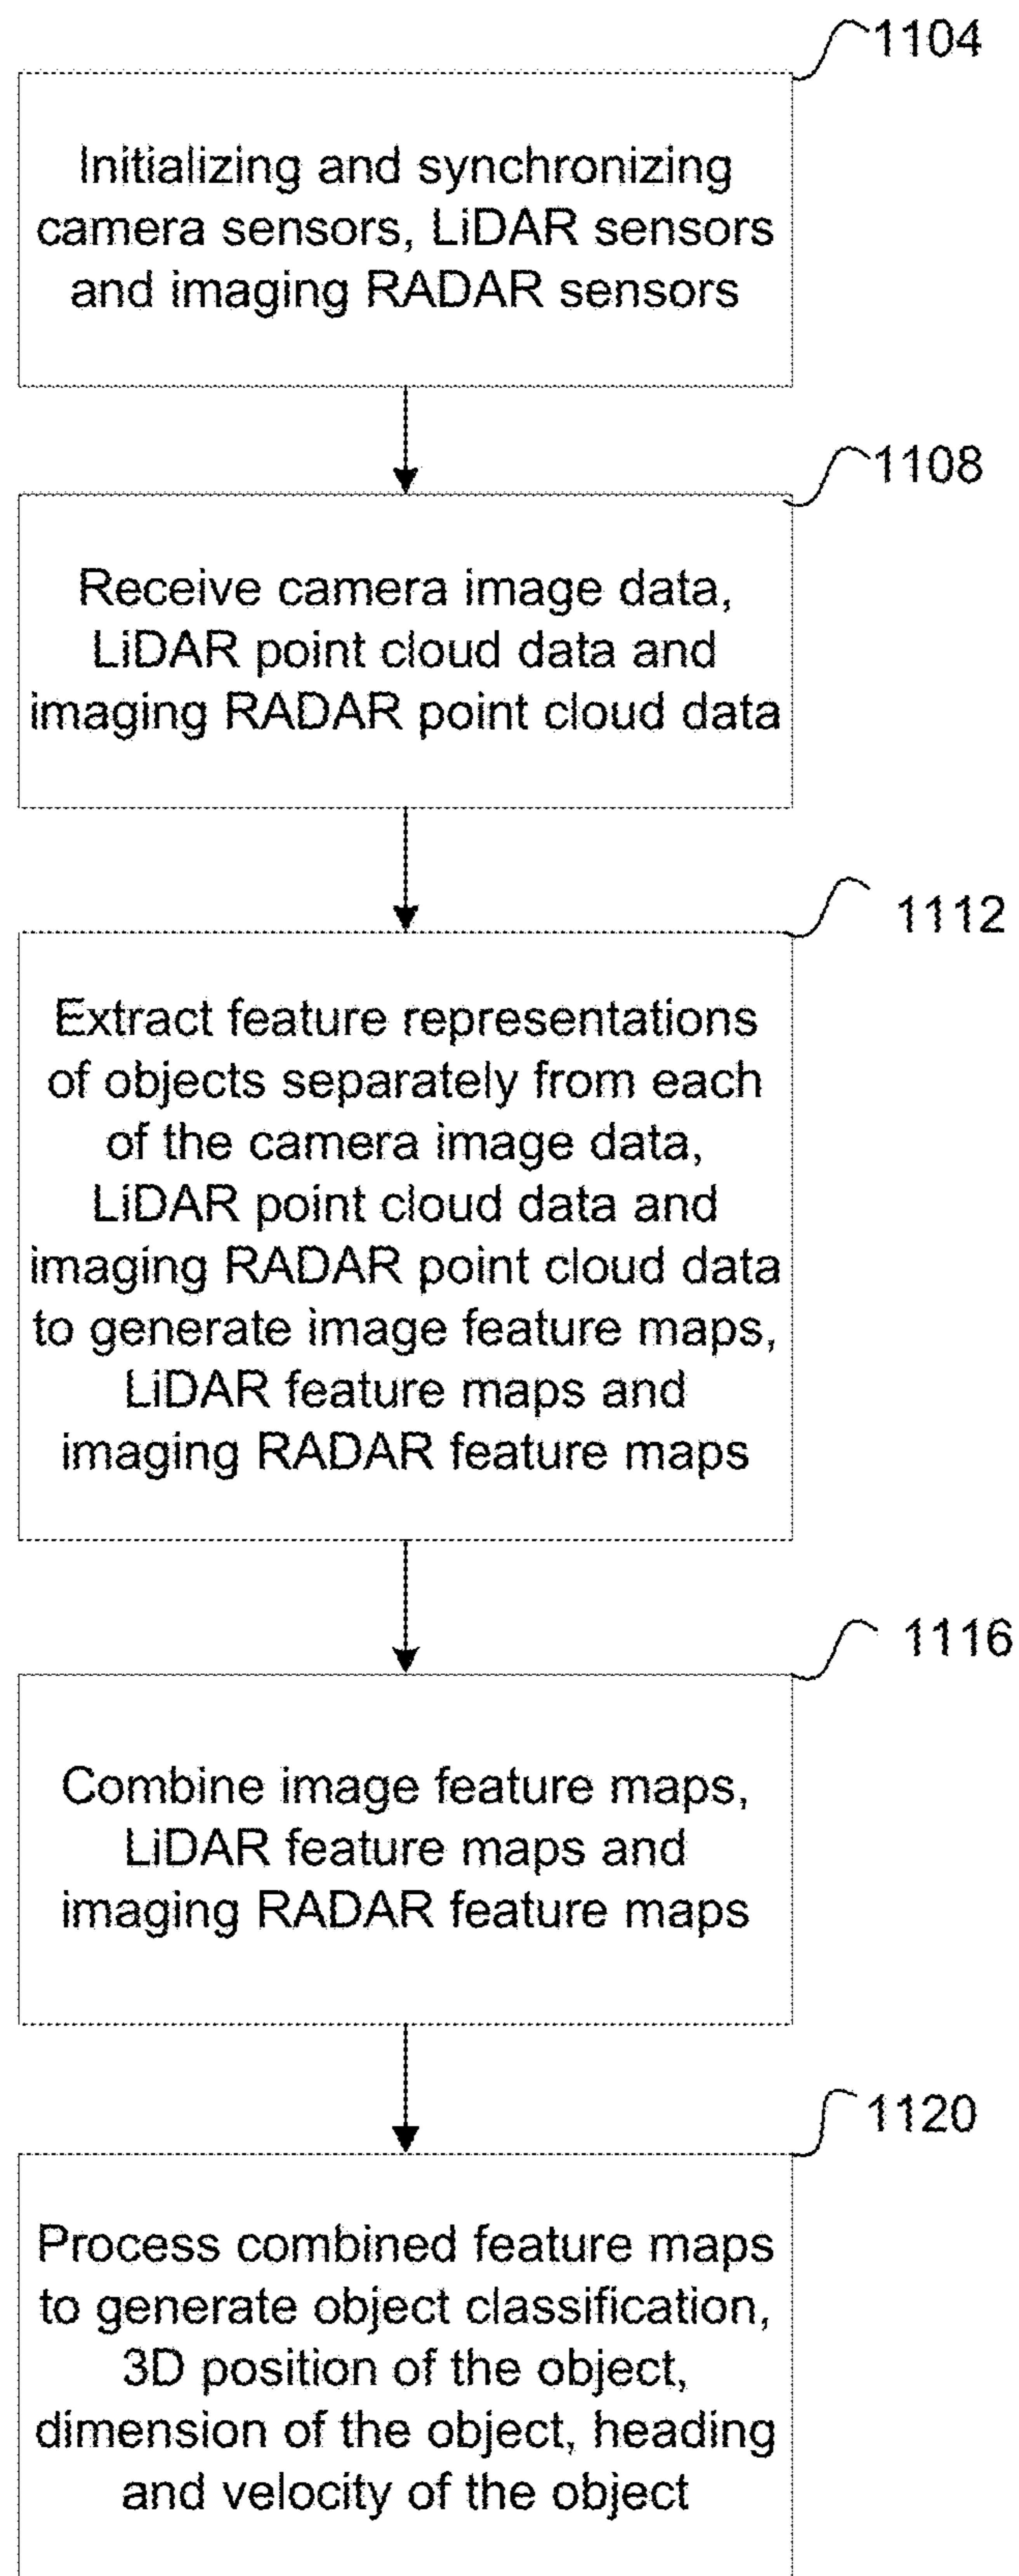 1104
Initializing and synchronizing
camera sensors, LiDAR sensors
and imaging RADAR sensors
1108
Receive camera image data,
LiDAR point cloud data and
imaging RADAR point cloud data
1112
Extract feature representations
of objects separately from each
of the camera image data,
LiDAR point cloud data and
imaging RADAR point cloud data
to generate image feature maps,
LiDAR feature maps and
imaging RADAR feature maps
1116
Combine image feature maps,
LiDAR feature maps and
imaging RADAR feature maps
1120
Process combined feature maps
to generate object classification,
3D position of the object,
dimension of the object, heading
and velocity of the object